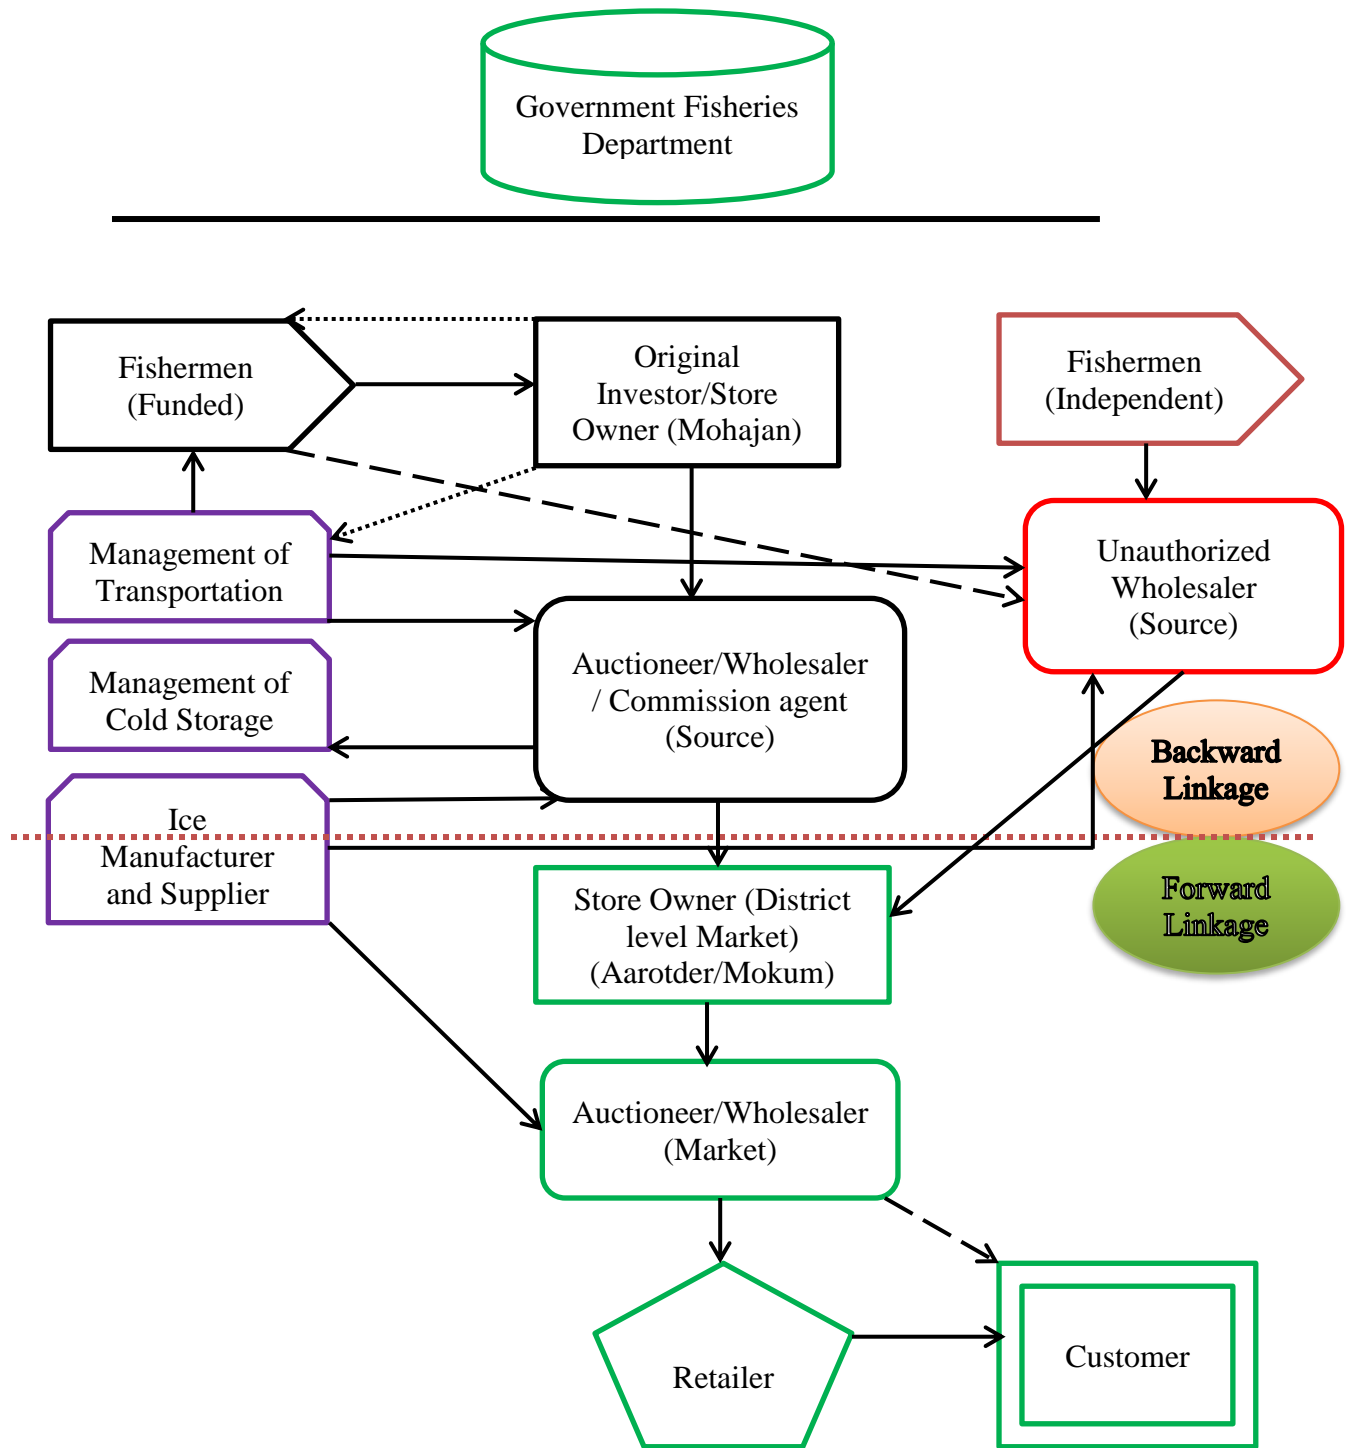 Government Fisheries
Department
Fishermen
(Funded)
Original
Investor/Store
Owner (Mohajan)
Fishermen
(Independent)
Management of
Transportation
Unauthorized
Wholesaler
(Source)
Management of
Cold Storage
Auctioneer/Wholesaler
/ Commission agent
(Source)
Backward
Linkage
Ice
Manufacturer
and Supplier
Store Owner (District
level Market)
(Aarotder/Mokum)
Forward
Linkage
Auctioneer/Wholesaler
(Market)
Retailer
Customer